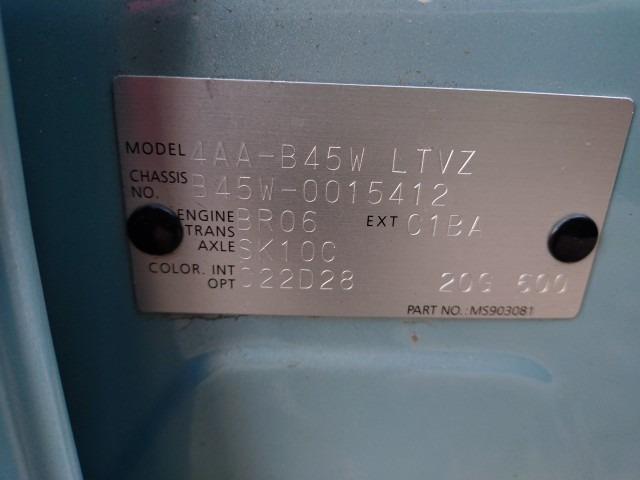 MODEL 4AA-B45W LTVZ
CHASSIS NO. B45W-0015412
ENGINE BR06 EXT C1BA
TRANS AXLE SK10C
COLOR. INT
OPT C22D28 20G 600
PART NO.: MS903081